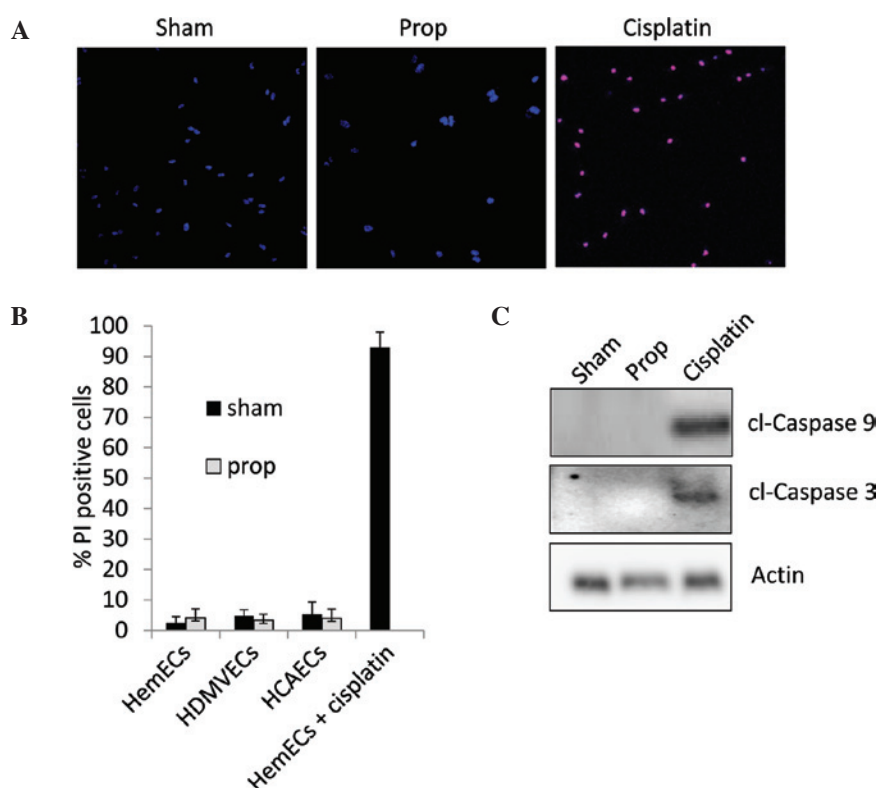 A
Sham Prop Cisplatin
B
100
90
80
70
60
50
40
30
20
10
0
% PI positive cells
sham
prop
HemECs
HDMVECs
HCAECs
HemECs + cisplatin
C
Sham Prop Cisplatin
cl-Caspase 9
cl-Caspase 3
Actin